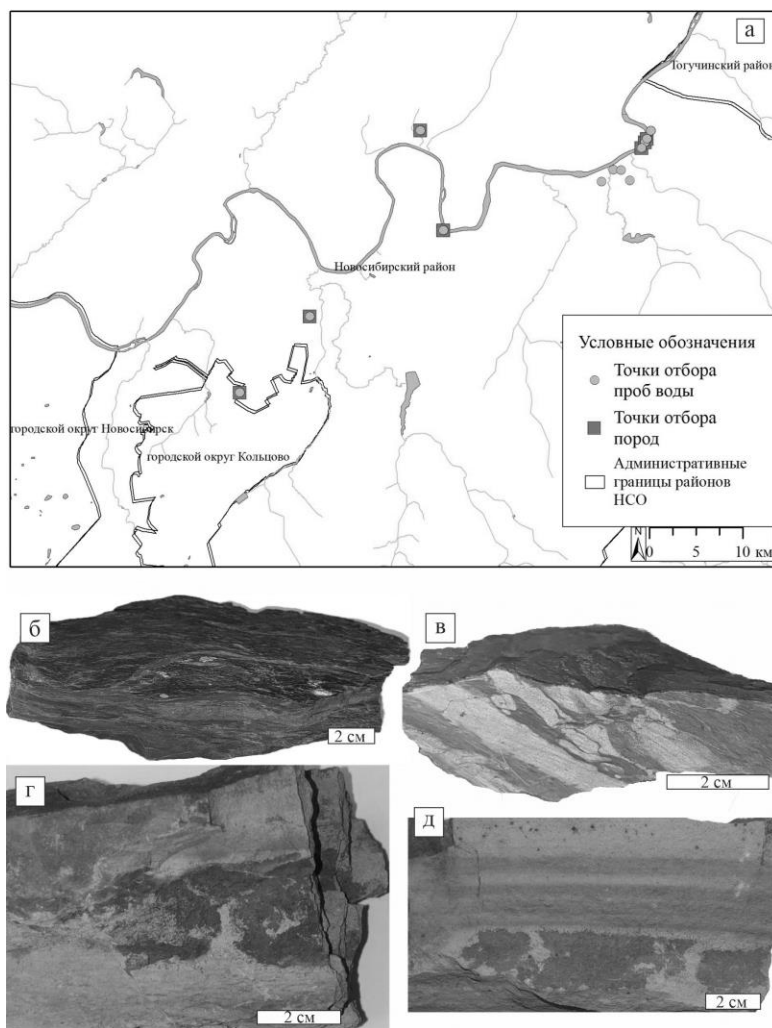 а
Тогучинский район
Новосибирский район
городской округ Новосибирск
городской округ Кольцово
Условные обозначения
Точки отбора
проб воды
Точки отбора
пород
Административные
границы районов
НСО
N
0 5 10 км
б
2 см
в
2 см
г
2 см
д
2 см